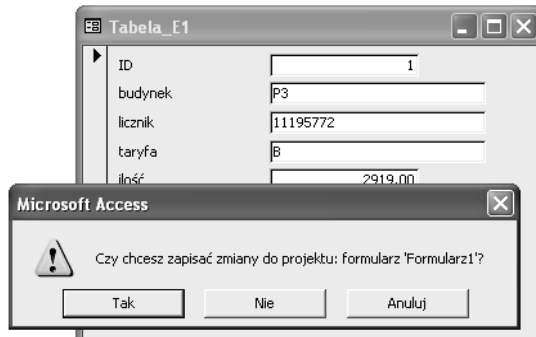 Tabela_E1
ID 1
budynek P3
licznik 11195772
taryfa B
ilość 2919.00
Microsoft Access
Czy chcesz zapisać zmiany do projektu: formularz 'Formularz1'?
Tak Nie Anuluj